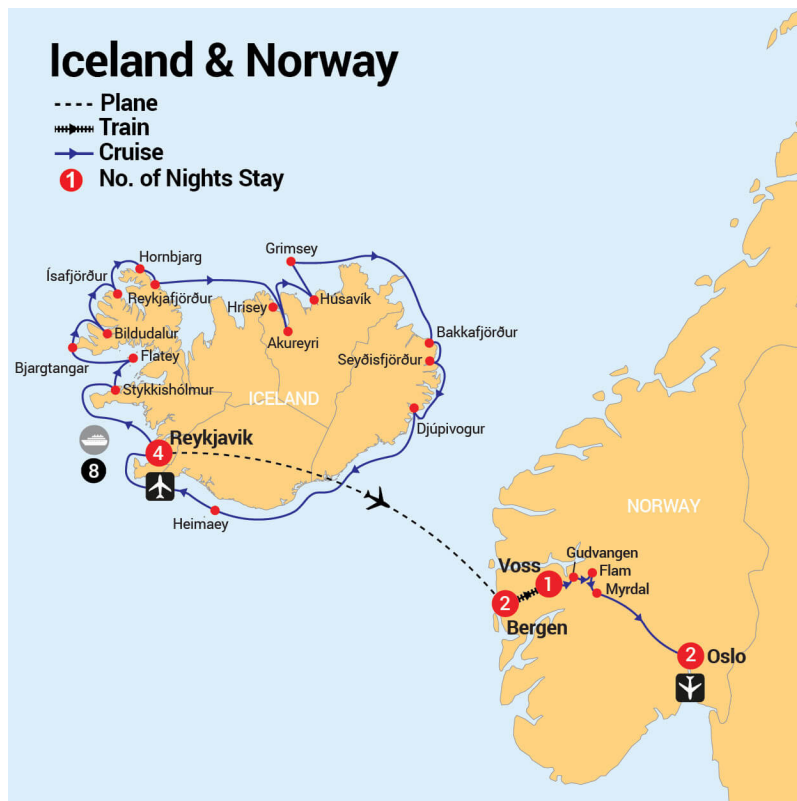 Iceland & Norway
Plane
Train
Cruise
1 No. of Nights Stay
Hornbjarg
Grimsey
Ísafjörður
Reykjafjörður
Hrisey
Húsavík
Bildudalur
Akureyri
Bakkafjörður
Bjargtangar
Flatey
Seyðisfjörður
Stykkishólmur
ICELAND
Djúpivogur
Reykjavik
4
8
Heimaey
NORWAY
Gudvangen
Voss
1
Flam
Myrdal
2
Bergen
2
Oslo